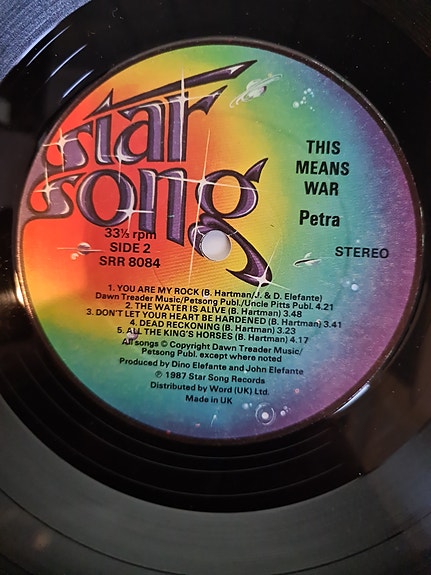 star
song
THIS
MEANS
WAR
Petra
STEREO
33⅓ rpm
SIDE 2
SRR 8084
1. YOU ARE MY ROCK (B. Hartman/J. & D. Elefante)
Dawn Treader Music/Petsong Publ./Uncle Pitts Publ. 4.21
2. THE WATER IS ALIVE (B. Hartman) 3.48
3. DON'T LET YOUR HEART BE HARDENED (B. Hartman) 3.41
4. DEAD RECKONING (B. Hartman) 3.23
5. ALL THE KING'S HORSES (B. Hartman) 4.17
All songs © Copyright Dawn Treader Music/
Petsong Publ. except where noted
Produced by Dino Elefante and John Elefante
℗ 1987 Star Song Records
Distributed by Word (UK) Ltd.
Made in UK